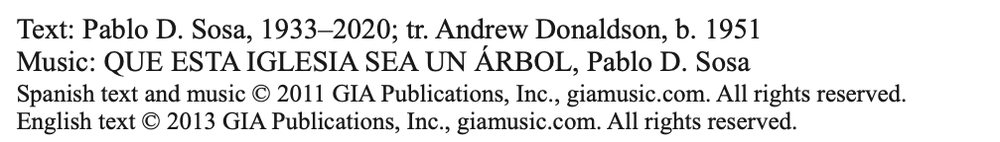 Text: Pablo D. Sosa, 1933–2020; tr. Andrew Donaldson, b. 1951
Music: QUE ESTA IGLESIA SEA UN ÁRBOL, Pablo D. Sosa
Spanish text and music © 2011 GIA Publications, Inc., giamusic.com. All rights reserved.
English text © 2013 GIA Publications, Inc., giamusic.com. All rights reserved.